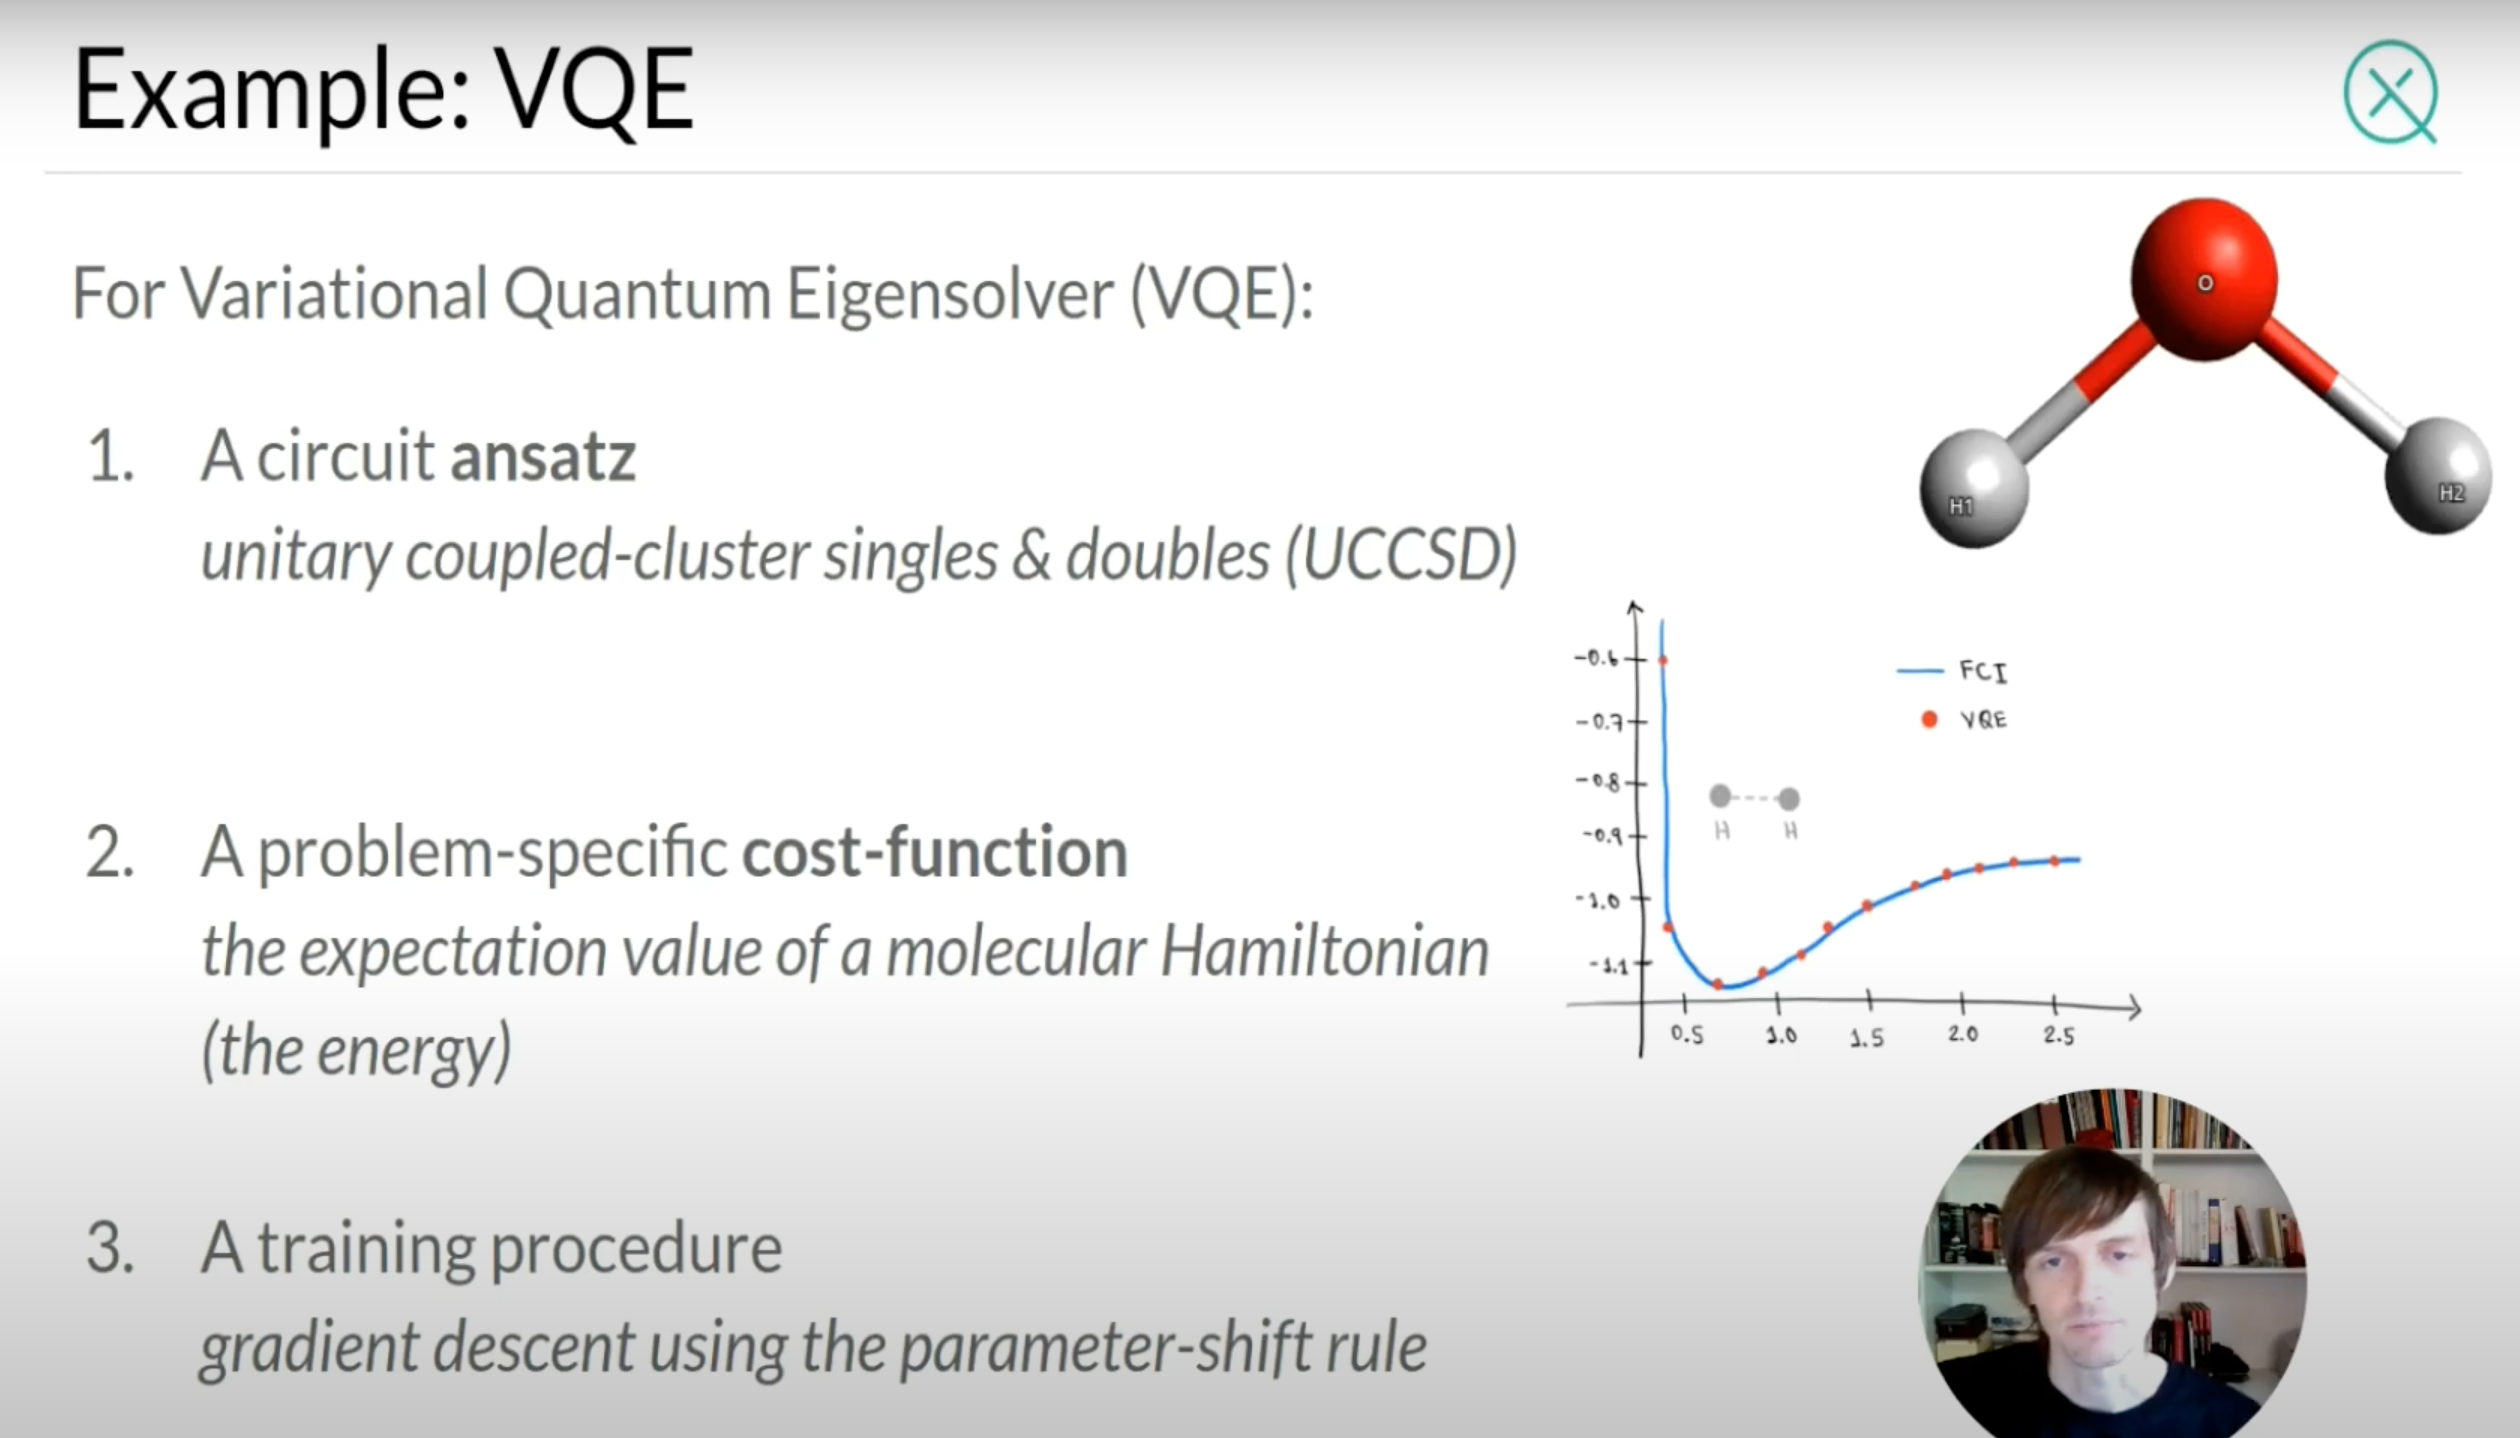 Example: VQE
For Variational Quantum Eigensolver (VQE):
1. A circuit ansatz
unitary coupled-cluster singles & doubles (UCCSD)
2. A problem-specific cost-function
the expectation value of a molecular Hamiltonian
(the energy)
3. A training procedure
gradient descent using the parameter-shift rule
O
H1
H2
-0.6
-0.7
-0.8
-0.9
-1.0
-1.1
FCI
VQE
H H
0.5 1.0 1.5 2.0 2.5